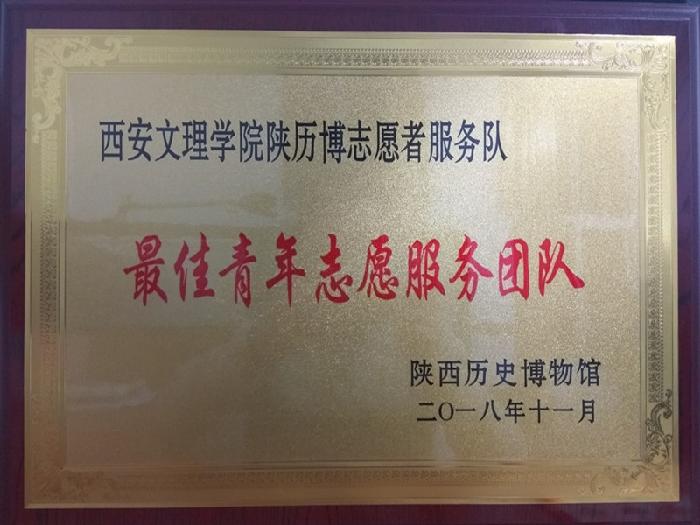 西安文理学院陕历博志愿者服务队
最佳青年志愿服务团队
陕西历史博物馆
二〇一八年十一月